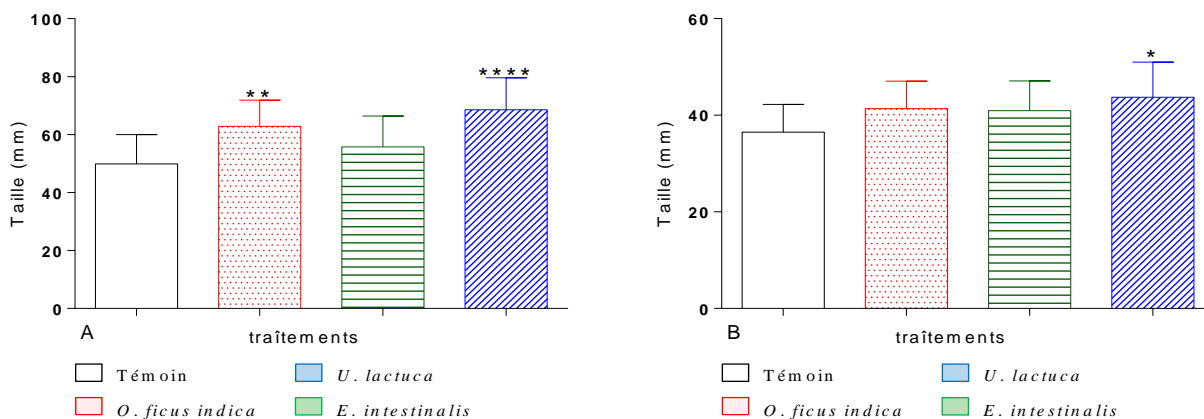 100
80
60
40
20
0
Taille (mm)
**
****
A
traîtements
Témoin
U. lactuca
O. ficus indica
E. intestinalis
60
40
20
0
Taille (mm)
*
B
traîtements
Témoin
U. lactuca
O. ficus indica
E. intestinalis